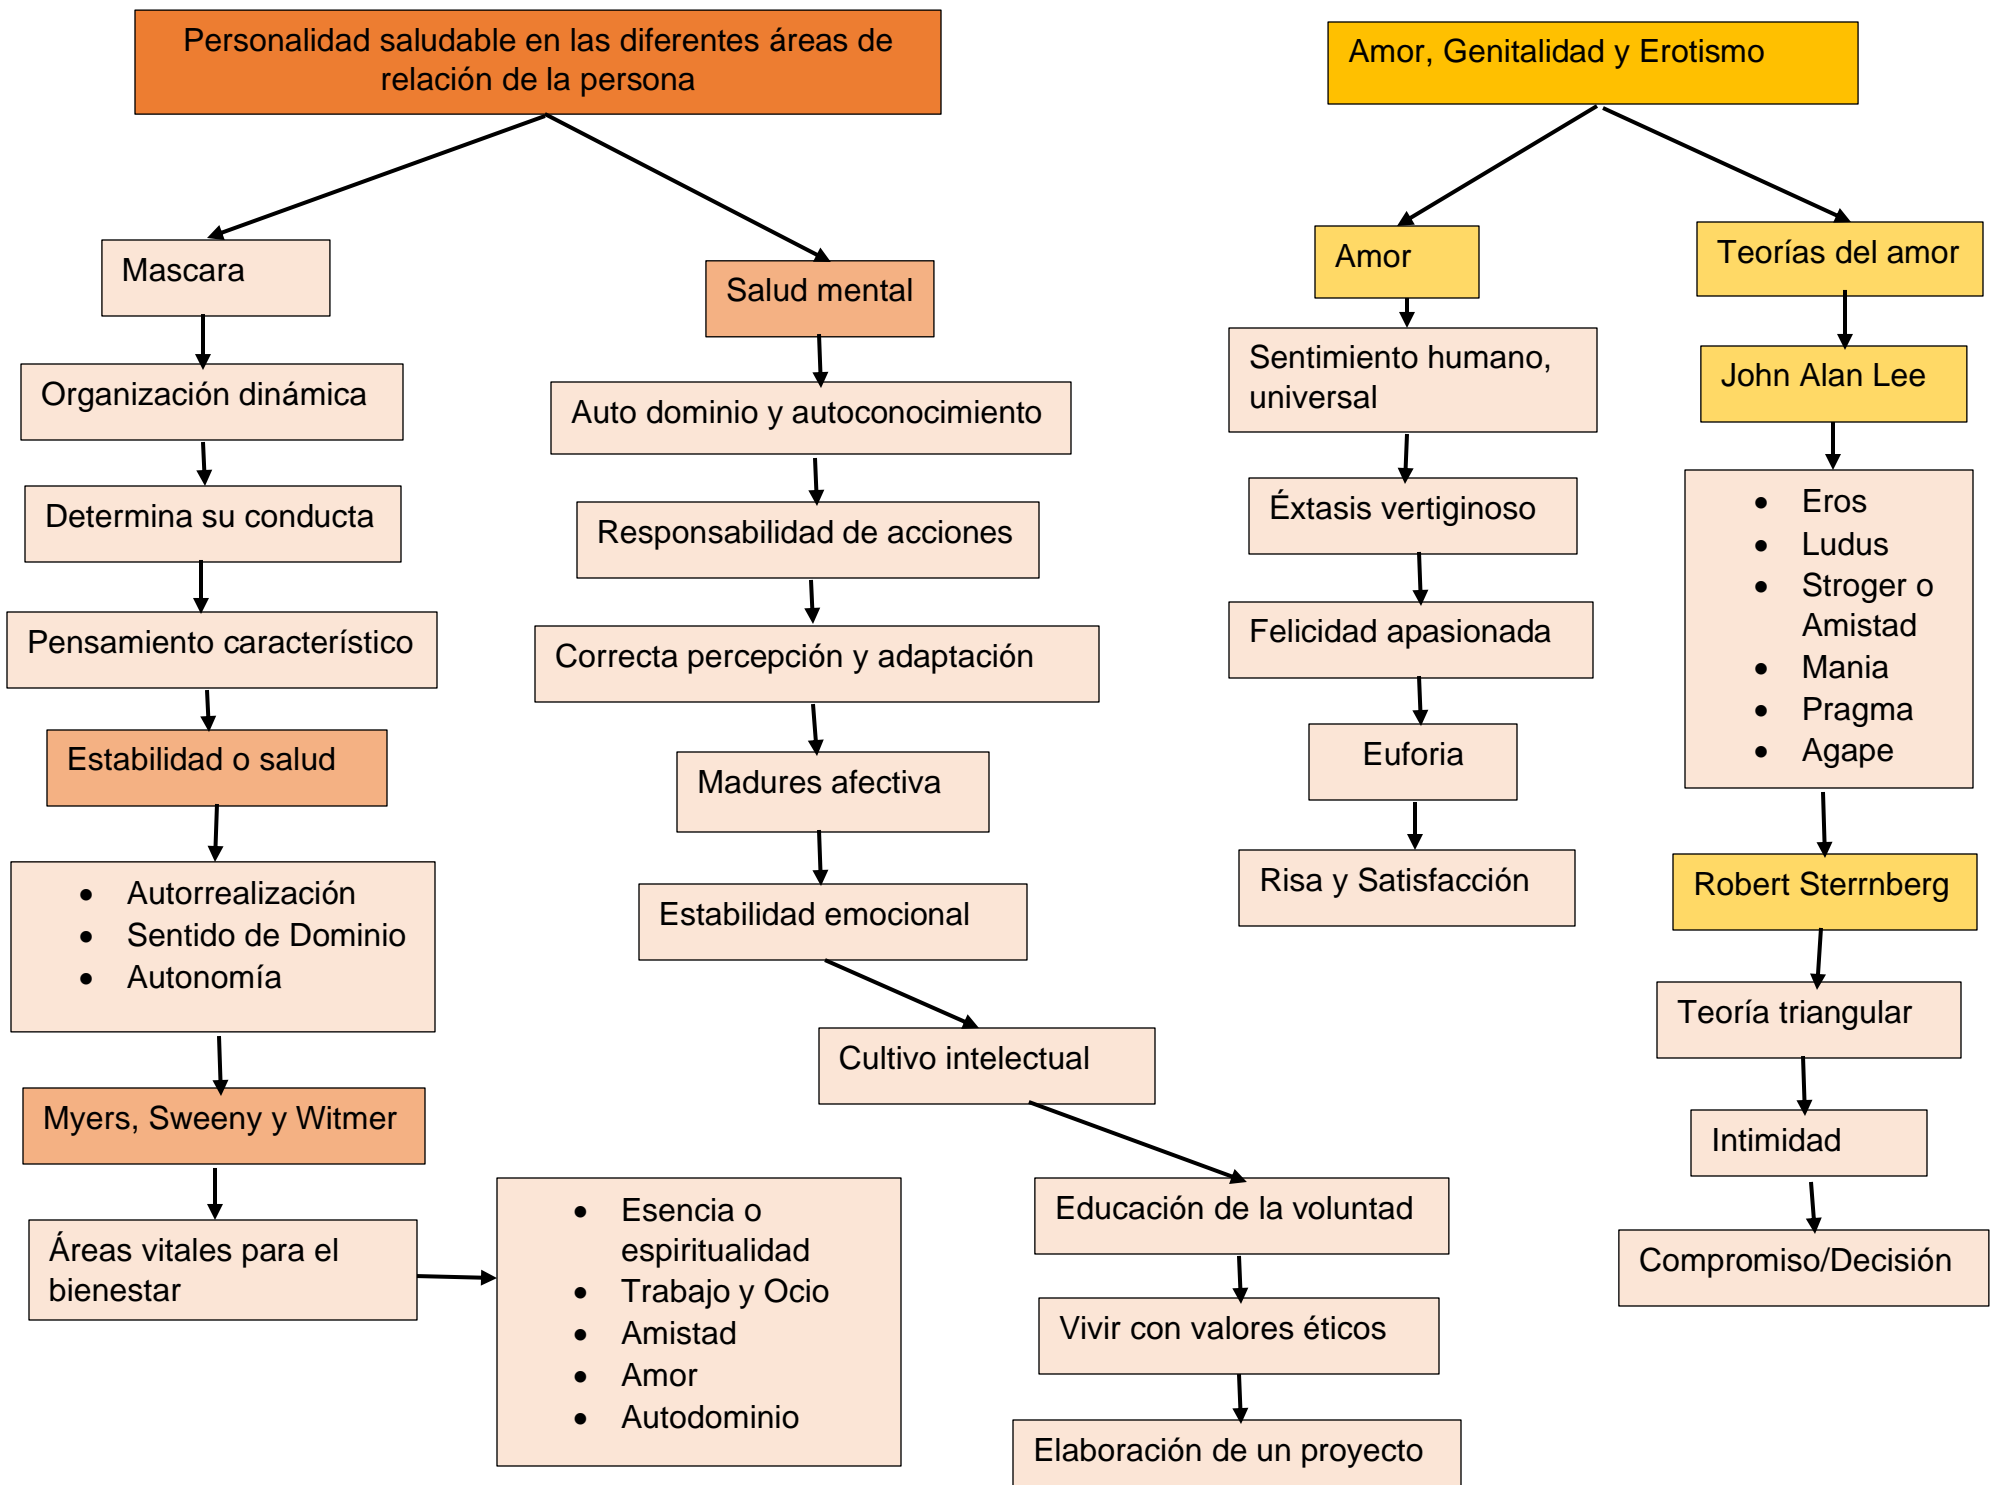 Personalidad saludable en las diferentes áreas de
relación de la persona
Mascara
Organización dinámica
Determina su conducta
Pensamiento característico
Estabilidad o salud
• Autorrealización
• Sentido de Dominio
• Autonomía
Myers, Sweeny y Witmer
Áreas vitales para el
bienestar
• Esencia o
espiritualidad
• Trabajo y Ocio
• Amistad
• Amor
• Autodominio
Salud mental
Auto dominio y autoconocimiento
Responsabilidad de acciones
Correcta percepción y adaptación
Madures afectiva
Estabilidad emocional
Cultivo intelectual
Educación de la voluntad
Vivir con valores éticos
Elaboración de un proyecto
Amor, Genitalidad y Erotismo
Amor
Sentimiento humano,
universal
Éxtasis vertiginoso
Felicidad apasionada
Euforia
Risa y Satisfacción
Teorías del amor
John Alan Lee
• Eros
• Ludus
• Stroger o
Amistad
• Mania
• Pragma
• Agape
Robert Sterrnberg
Teoría triangular
Intimidad
Compromiso/Decisión